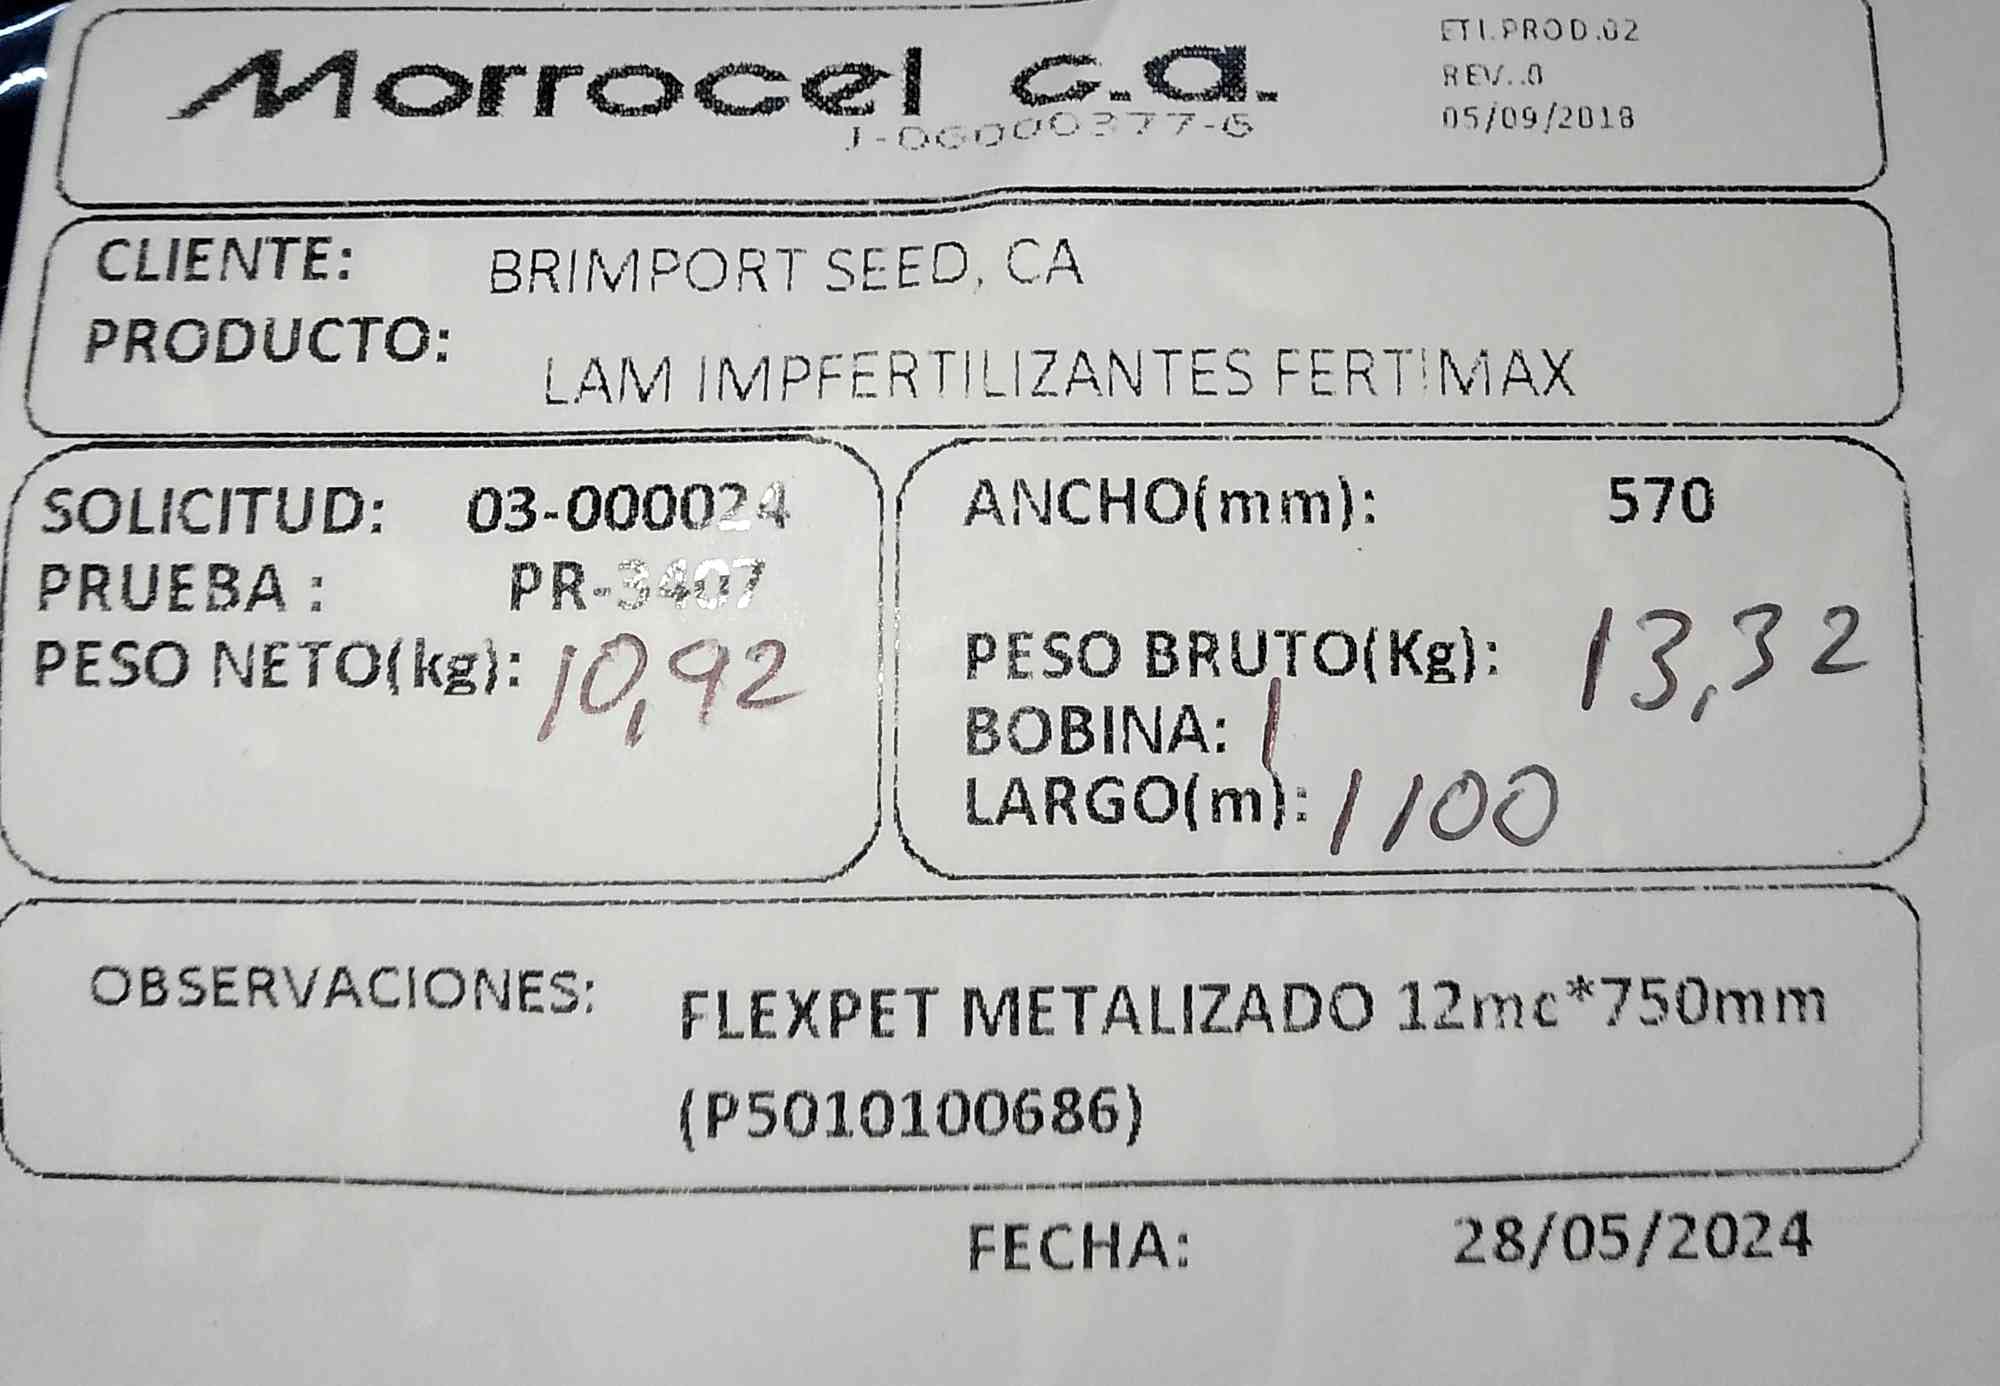 Morrocel c.a.
J-06000377-6
ETI.PROD.02
REV..0
05/09/2018
CLIENTE: BRIMPORT SEED, CA
PRODUCTO: LAM IMPFERTILIZANTES FERTIMAX
SOLICITUD: 03-000024
PRUEBA : PR-3407
PESO NETO(kg): 10,92
ANCHO(mm): 570
PESO BRUTO(Kg): 13,32
BOBINA: 1
LARGO(m): 1100
OBSERVACIONES: FLEXPET METALIZADO 12mc*750mm
(P5010100686)
FECHA: 28/05/2024